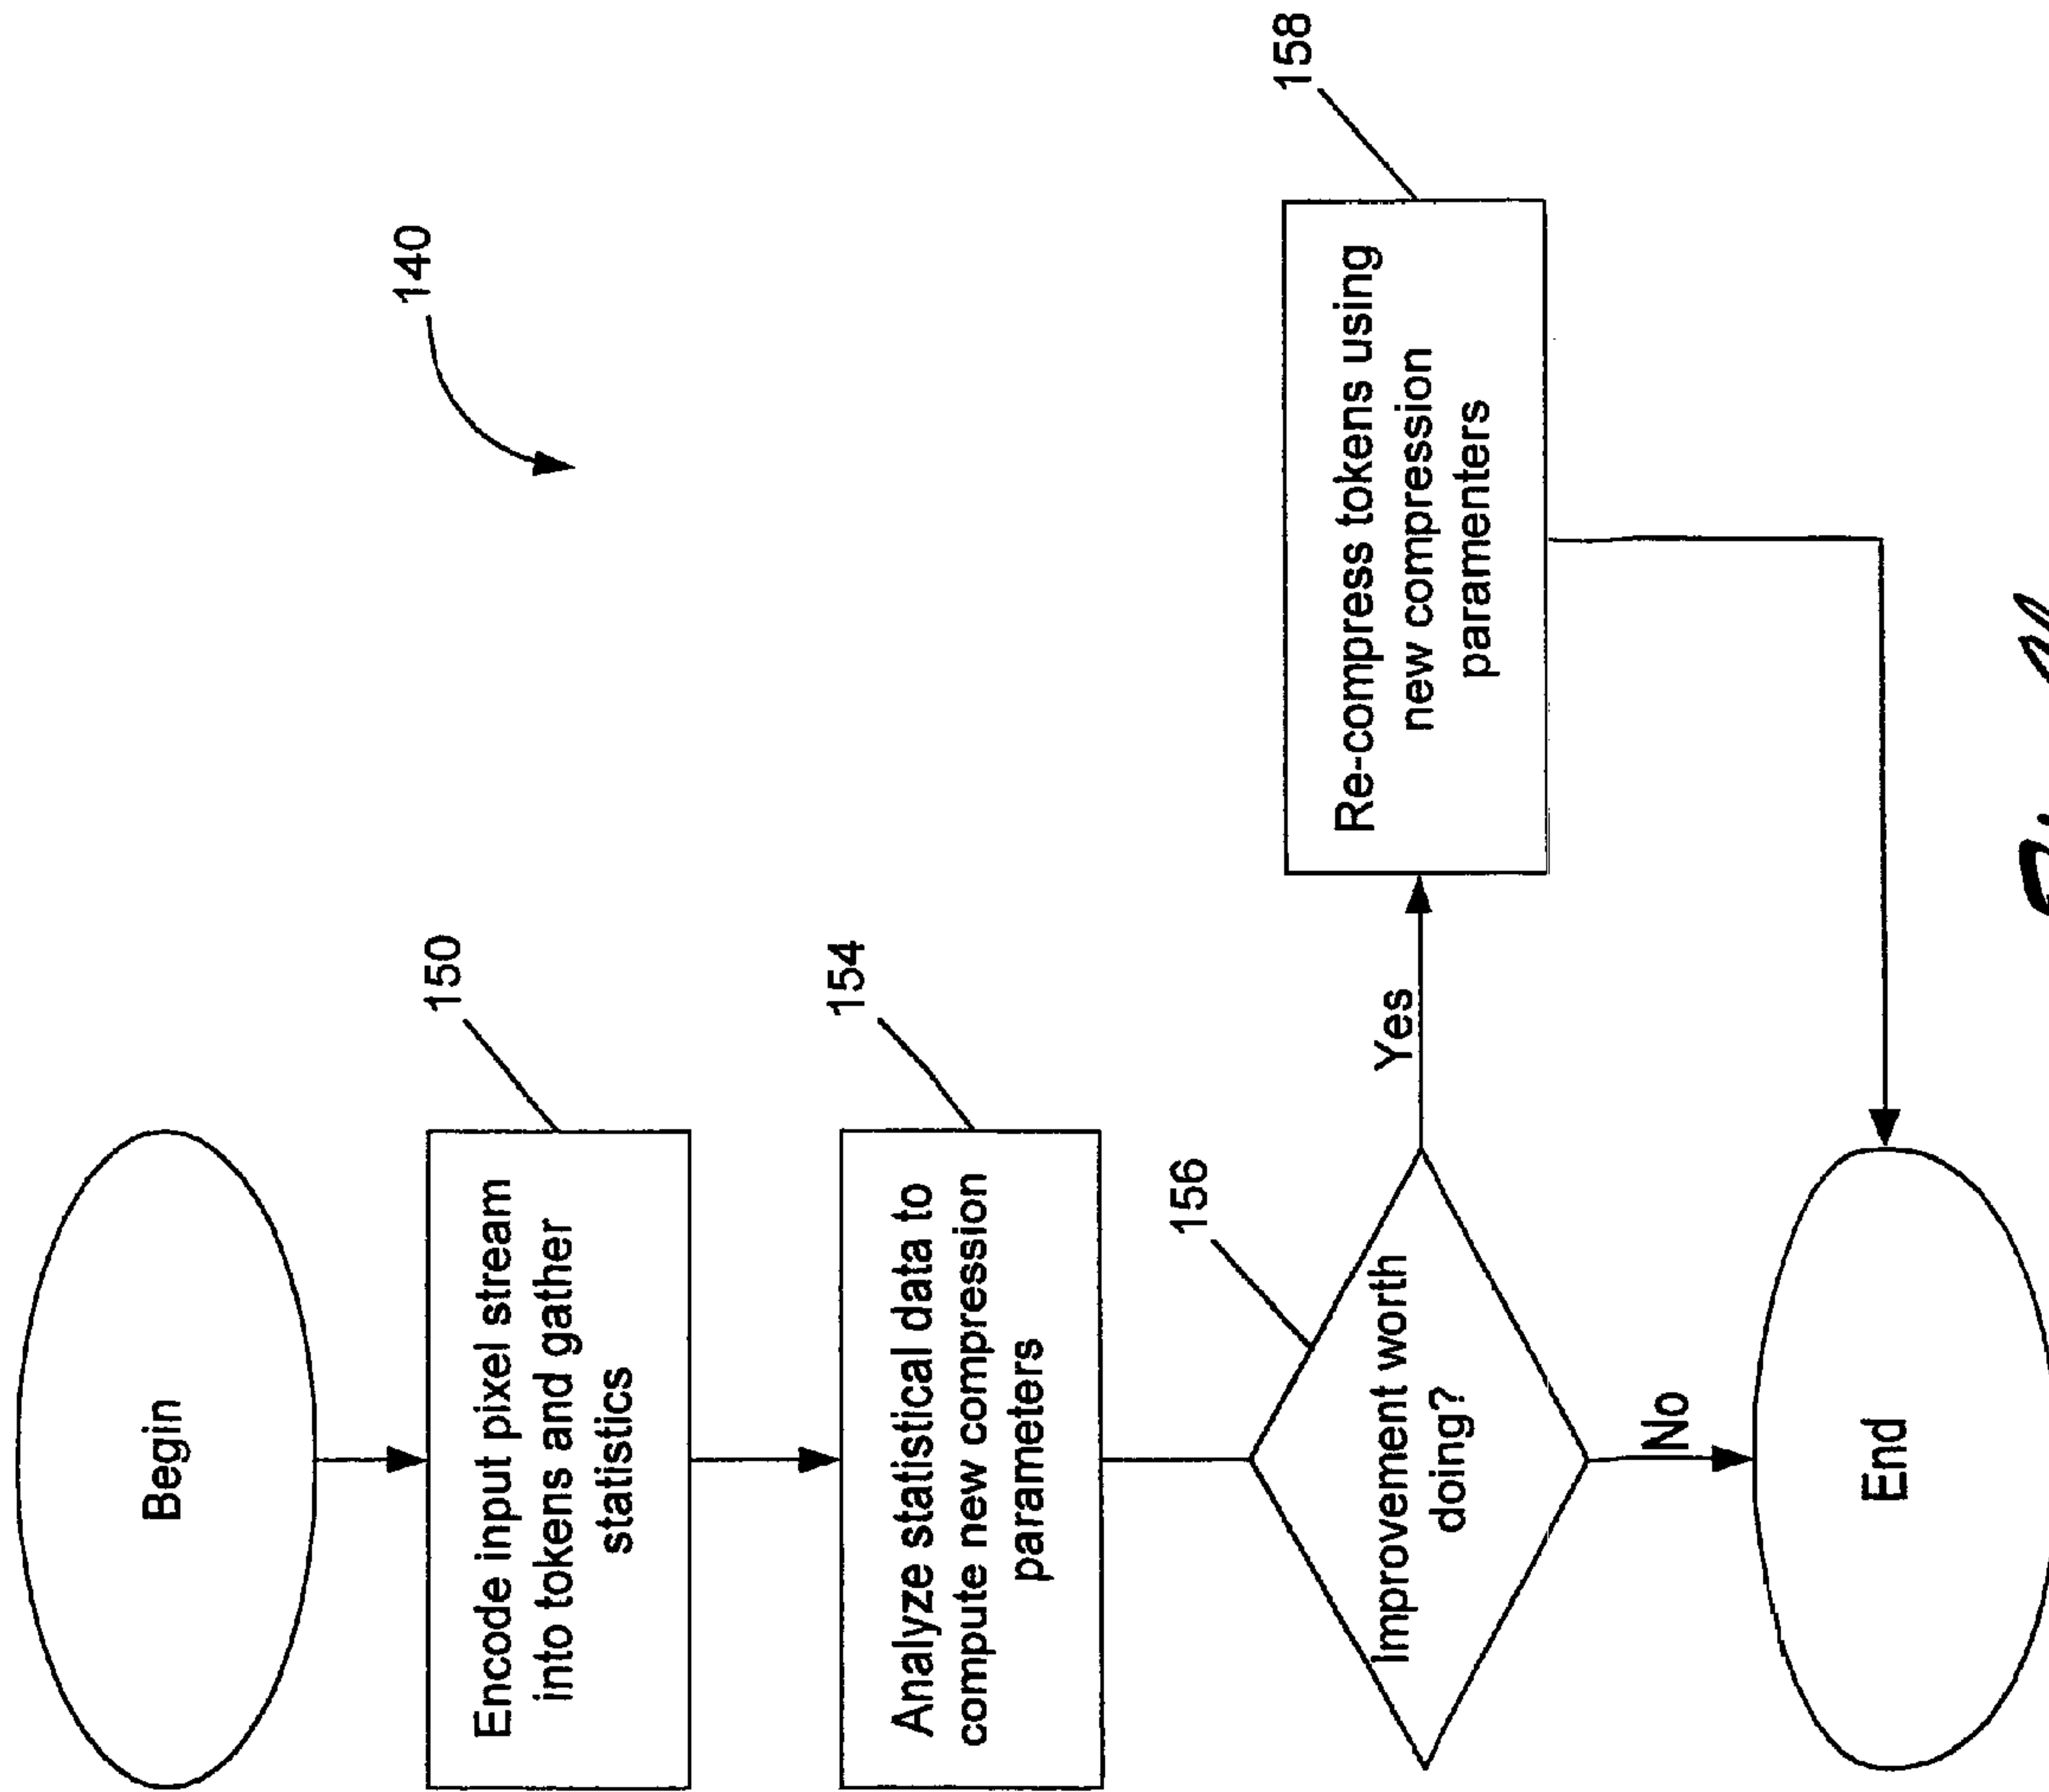 140
Begin
150
Encode input pixel stream
into tokens and gather
statistics
154
Analyze statistical data to
compute new compression
parameters
156
Improvement worth
doing?
Yes
No
158
Re-compress tokens using
new compression
paramenters
End